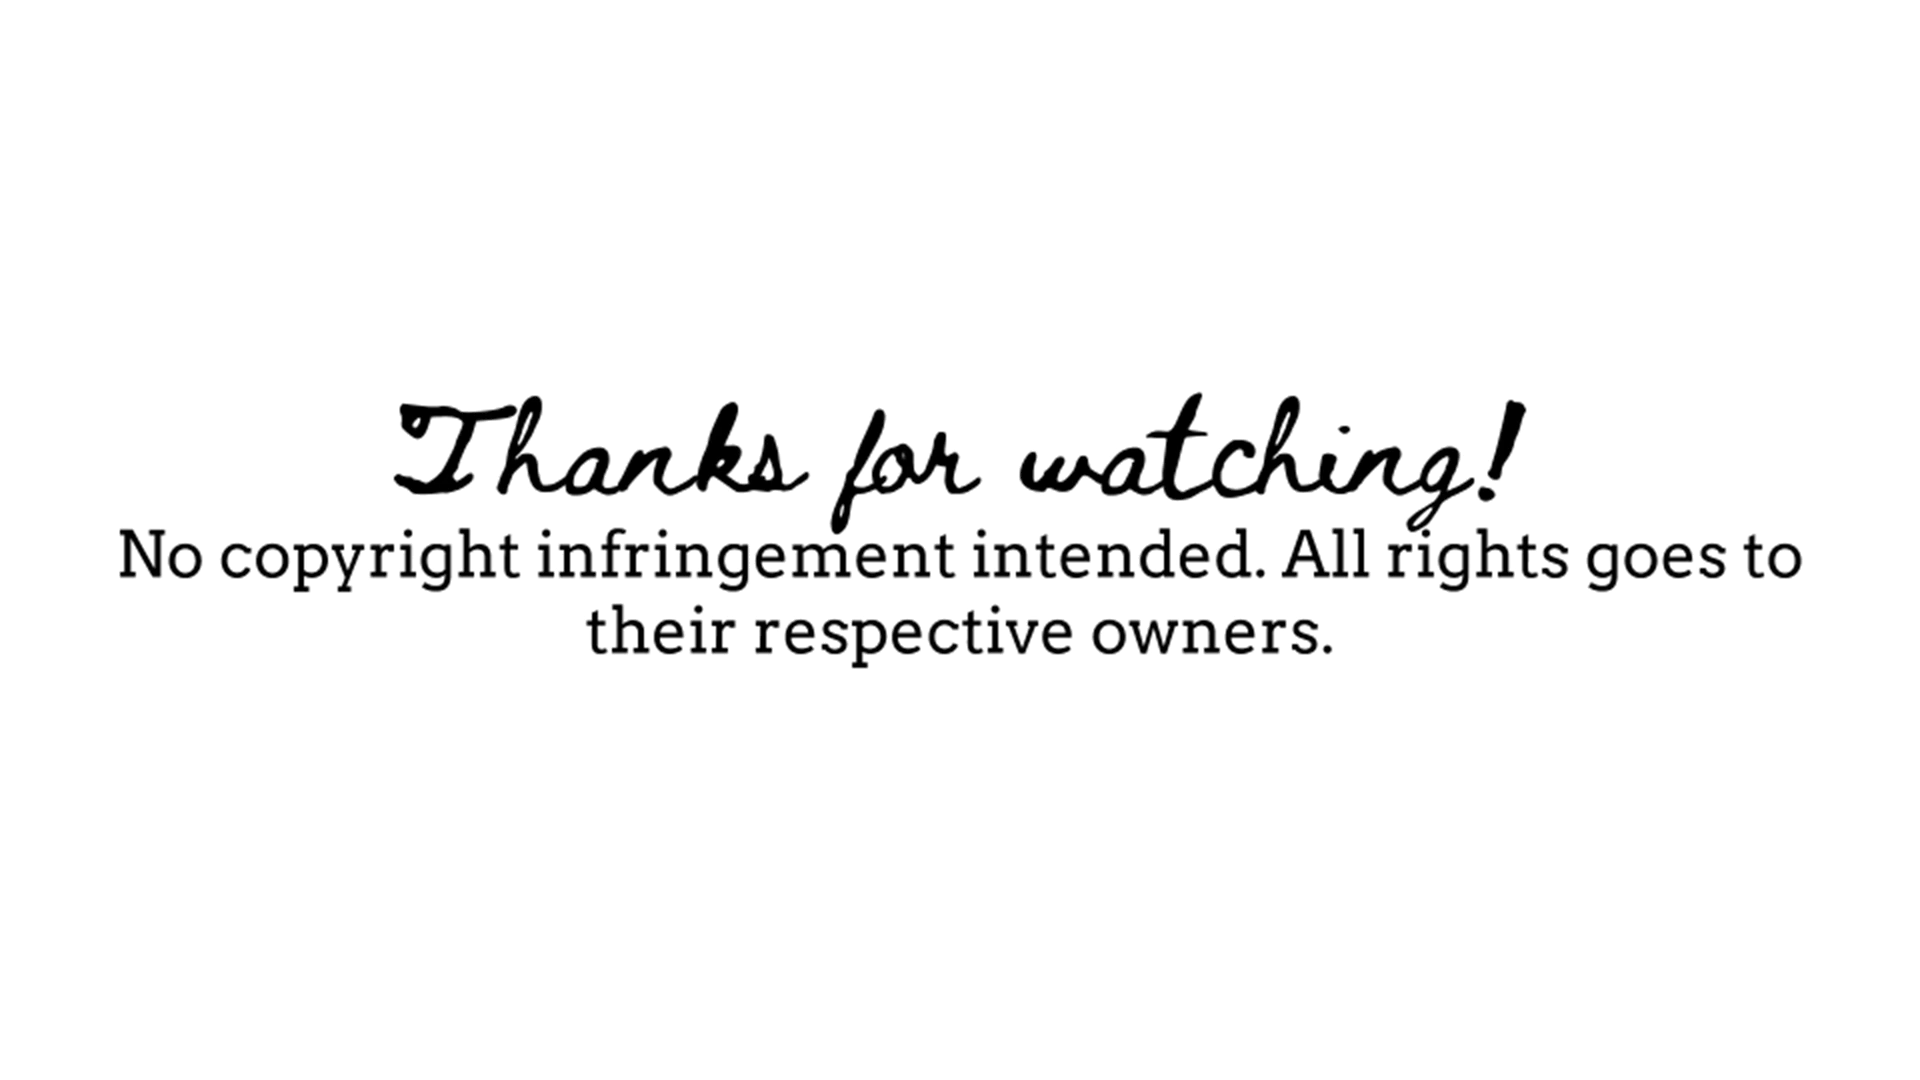 Thanks for watching!
No copyright infringement intended. All rights goes to
their respective owners.